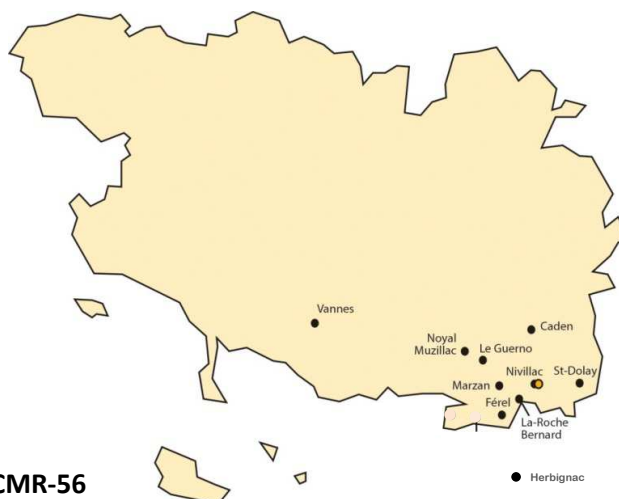 Vannes
Caden
Noyal
Muzillac
Le Guerno
Nivillac
St-Dolay
Marzan
Férel
La-Roche
Bernard
CMR-56
Herbignac